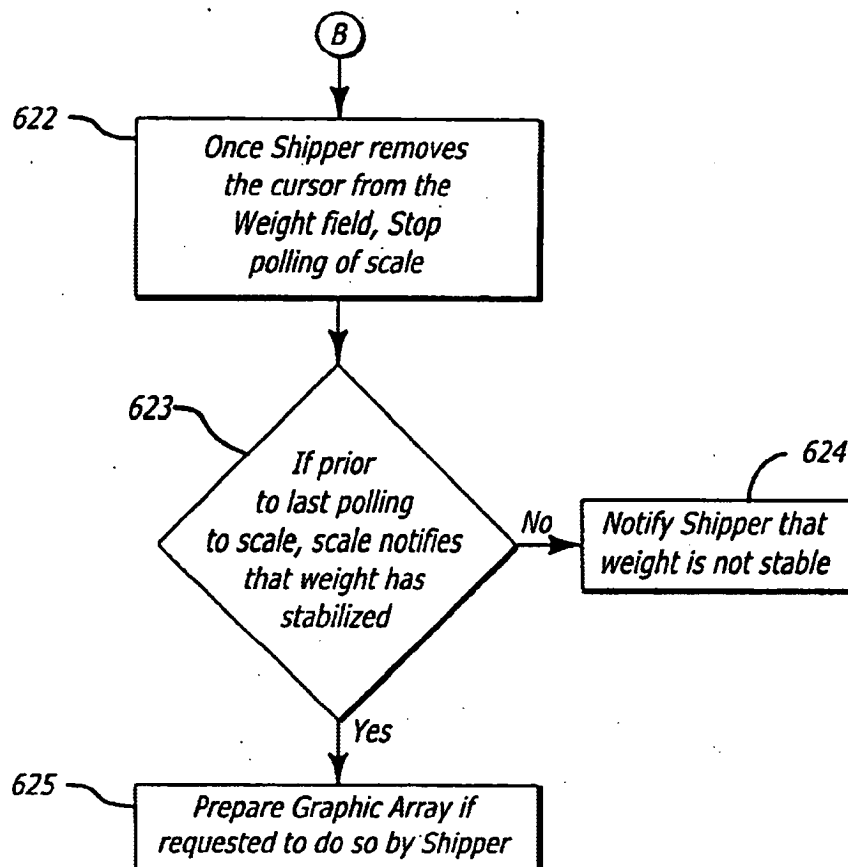 B
622
Once Shipper removes
the cursor from the
Weight field, Stop
polling of scale
623
If prior
to last polling
to scale, scale notifies
that weight has
stabilized
No
624
Notify Shipper that
weight is not stable
Yes
625
Prepare Graphic Array if
requested to do so by Shipper